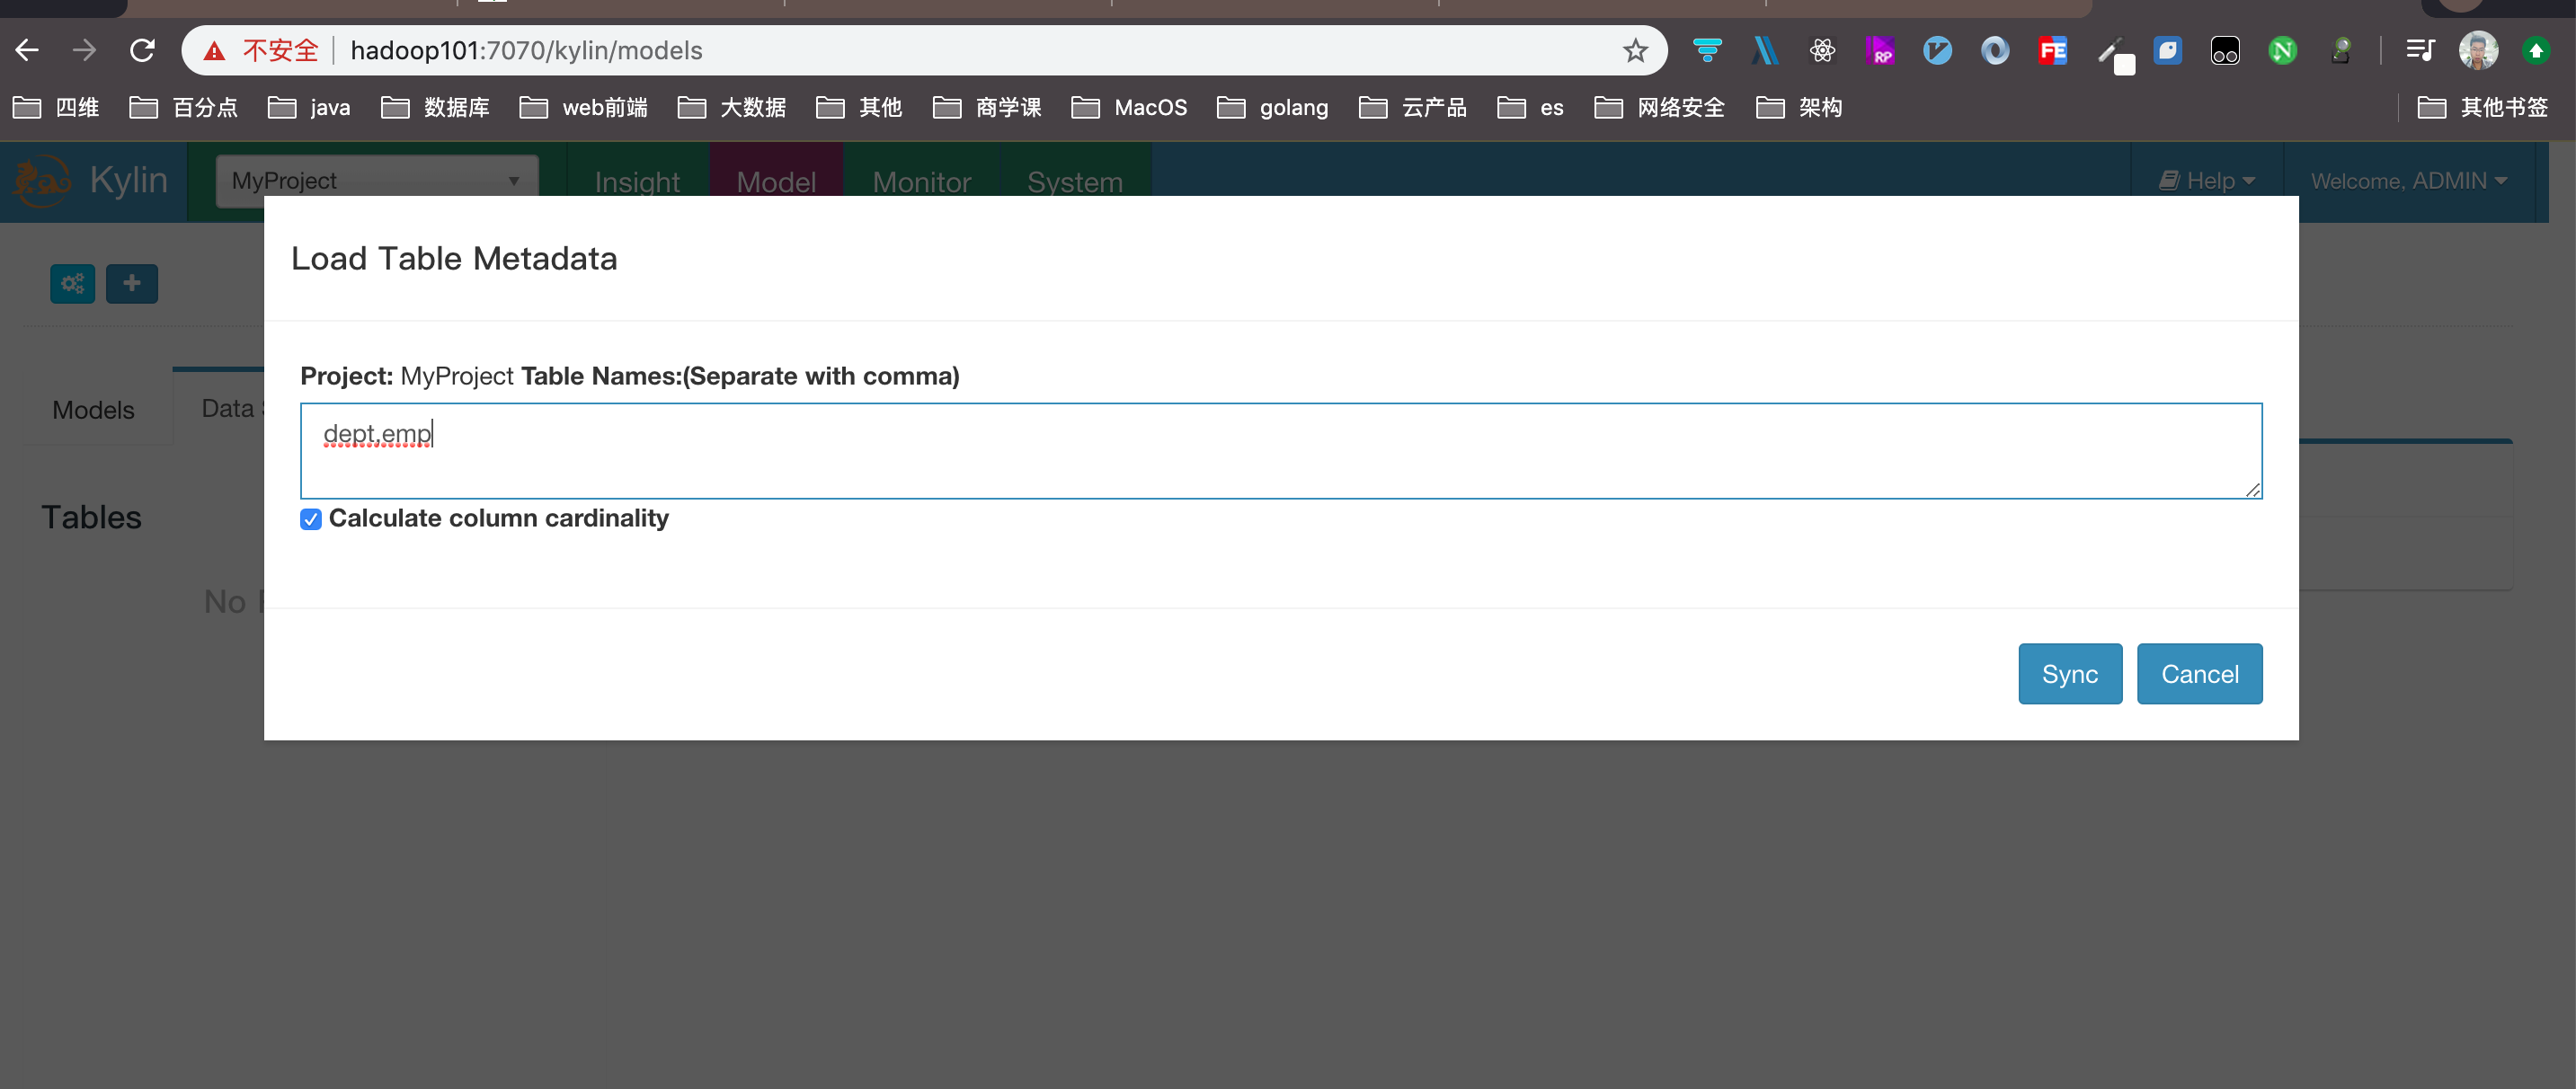 不安全 hadoop101:7070/kylin/models
四维 百分点 java 数据库 web前端 大数据 其他 商学课 MacOS golang 云产品 es 网络安全 架构 其他书签
Kylin MyProject Insight Model Monitor System Help Welcome, ADMIN
Load Table Metadata
Project: MyProject Table Names:(Separate with comma)
Models Data
dept,emp
Calculate column cardinality
Tables
No
Sync Cancel